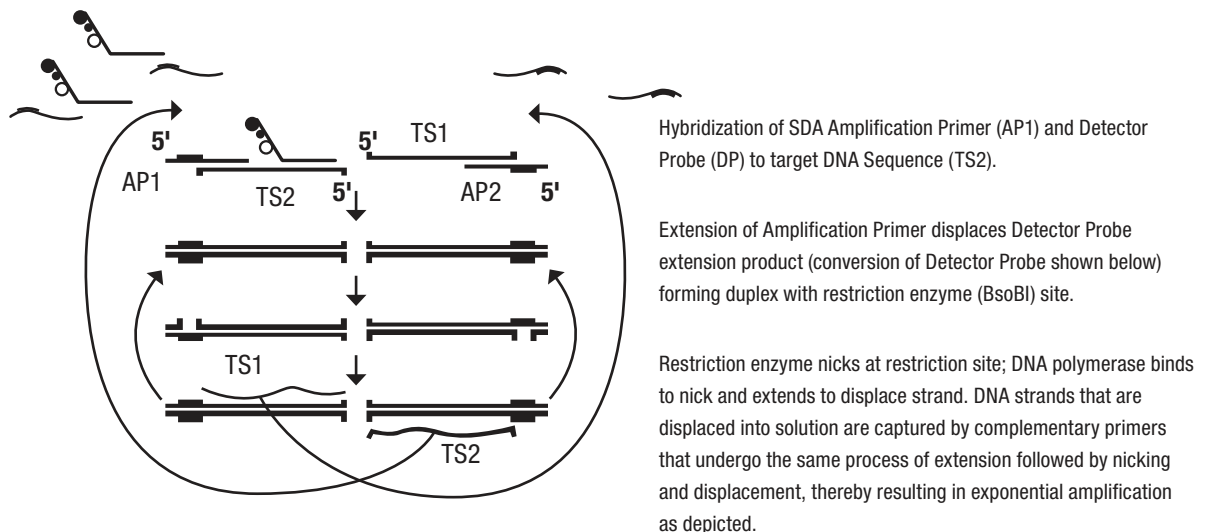 5'
5'
TS1
AP1
TS2
5'
AP2
5'
TS1
TS2
Hybridization of SDA Amplification Primer (AP1) and Detector
Probe (DP) to target DNA Sequence (TS2).
Extension of Amplification Primer displaces Detector Probe
extension product (conversion of Detector Probe shown below)
forming duplex with restriction enzyme (BsoBI) site.
Restriction enzyme nicks at restriction site; DNA polymerase binds
to nick and extends to displace strand. DNA strands that are
displaced into solution are captured by complementary primers
that undergo the same process of extension followed by nicking
and displacement, thereby resulting in exponential amplification
as depicted.